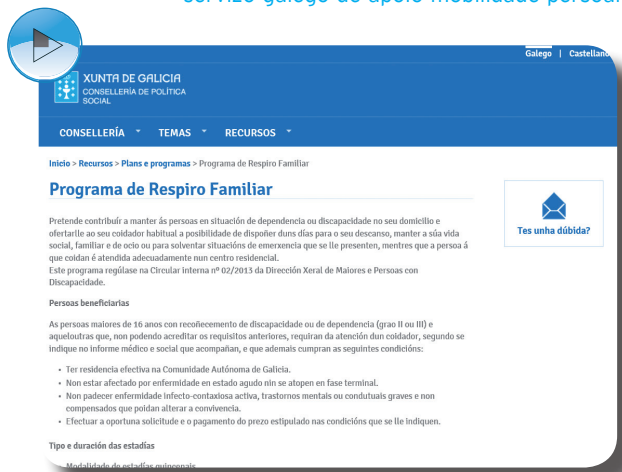 servizo galego de apoio mobilidade persoal
Galego | Castellano
XUNTA DE GALICIA
CONSELLERÍA DE POLÍTICA
SOCIAL
CONSELLERÍA TEMAS RECURSOS
Inicio > Recursos > Plans e programas > Programa de Respiro Familiar
Programa de Respiro Familiar
Tes unha dúbida?
Pretende contribuír a manter ás persoas en situación de dependencia ou discapacidade no seu domicilio e
ofertarlle ao seu coidador habitual a posibilidade de dispoñer duns días para o seu descanso, manter a súa vida
social, familiar e de ocio ou para solventar situacións de emerxencia que se lle presenten, mentres que a persoa á
que coidan é atendida adecuadamente nun centro residencial.
Este programa regúlase na Circular interna nº 02/2013 da Dirección Xeral de Maiores e Persoas con
Discapacidade.
Persoas beneficiarias
As persoas maiores de 16 anos con recoñecemento de discapacidade ou de dependencia (grao II ou III) e
aqueloutras que, non podendo acreditar os requisitos anteriores, requiran da atención dun coidador, segundo se
indique no informe médico e social que acompañan, e que ademais cumpran as seguintes condicións:
• Ter residencia efectiva na Comunidade Autónoma de Galicia.
• Non estar afectado por enfermidade en estado agudo nin se atopen en fase terminal.
• Non padecer enfermidade infecto-contaxiosa activa, trastornos mentais ou condutuais graves e non
compensados que poidan alterar a convivencia.
• Efectuar a oportuna solicitude e o pagamento do prezo estipulado nas condicións que se lle indiquen.
Tipo e duración das estadías
• Modalidade de estadías quincenais